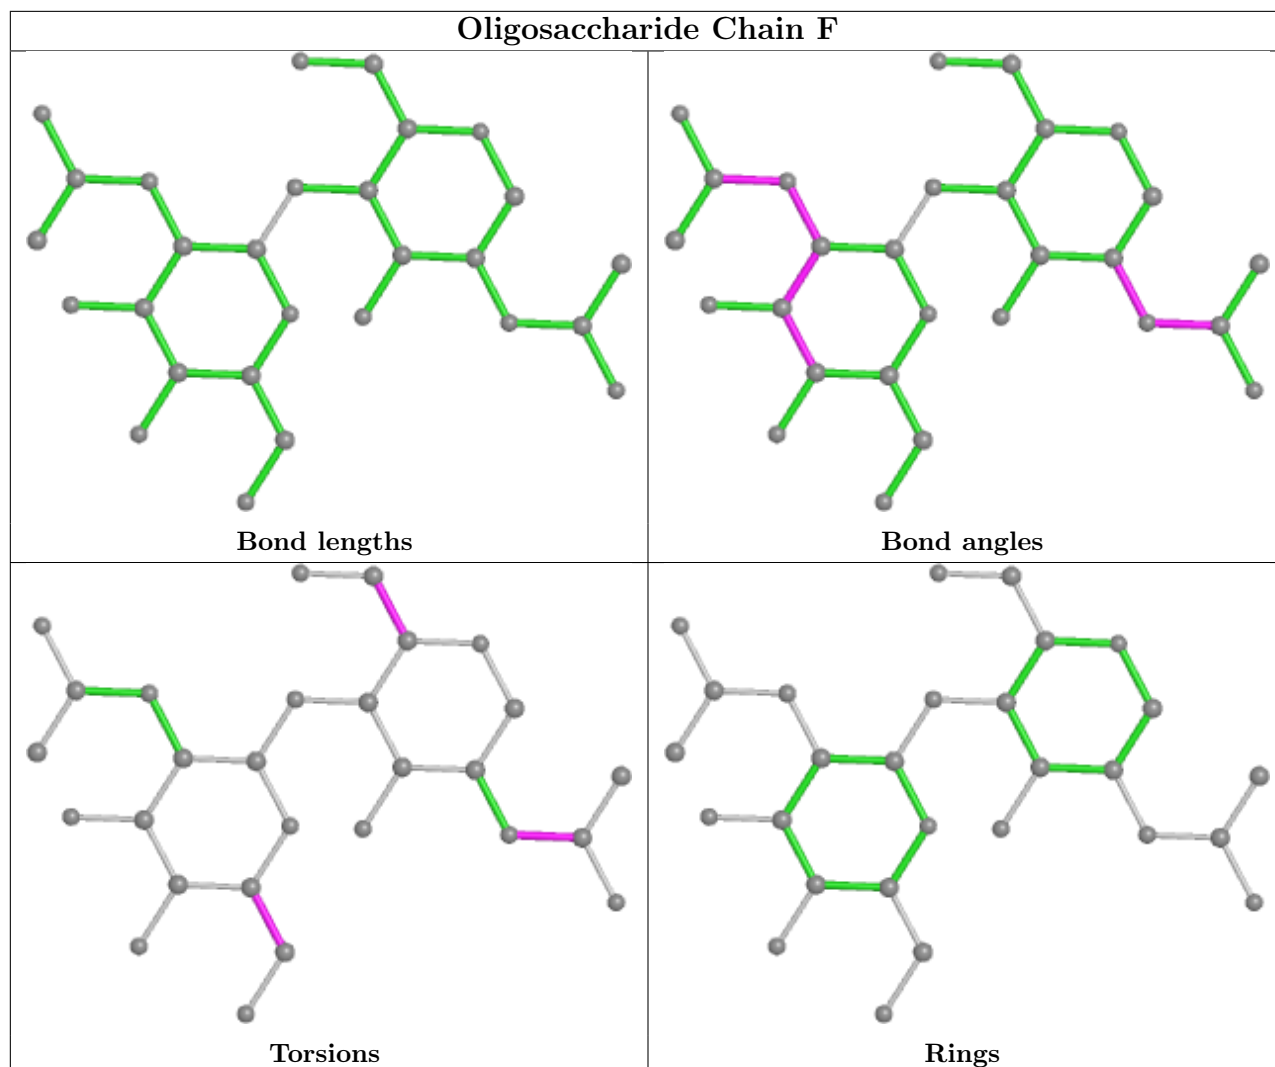 Oligosaccharide Chain F
Bond lengths
Bond angles
Torsions
Rings